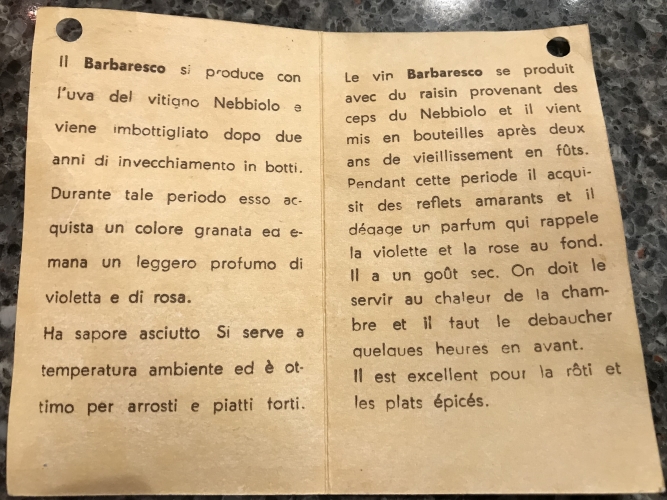 Il Barbaresco si produce con
l'uva del vitigno Nebbiolo e
viene imbottigliato dopo due
anni di invecchiamento in botti.
Durante tale periodo esso ac-
quista un colore granata ed e-
mana un leggero profumo di
violetta e di rosa.
Ha sapore asciutto Si serve a
temperatura ambiente ed è ot-
timo per arrosti e piatti forti.
Le vin Barbaresco se produit
avec du raisin provenant des
ceps du Nebbiolo et il vient
mis en bouteilles après deux
ans de vieillissement en fûts.
Pendant cette periode il acqui-
sit des reflets amarants et il
dégage un parfum qui rappele
la violette et la rose au fond.
Il a un goût sec. On doit le
servir au chaleur de la cham-
bre et il faut le debaucher
quelques heures en avant.
Il est excellent pour la rôti et
les plats épicés.